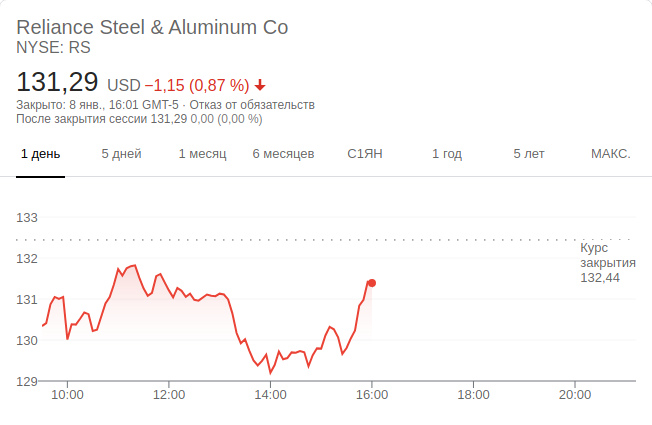 Reliance Steel & Aluminum Co
NYSE: RS
131,29 USD −1,15 (0,87 %)
Закрыто: 8 янв., 16:01 GMT-5 · Отказ от обязательств
После закрытия сессии 131,29 0,00 (0,00 %)
1 день 5 дней 1 месяц 6 месяцев С1ЯН 1 год 5 лет МАКС.
133
132
131
130
129
Курс
закрытия
132,44
10:00 12:00 14:00 16:00 18:00 20:00